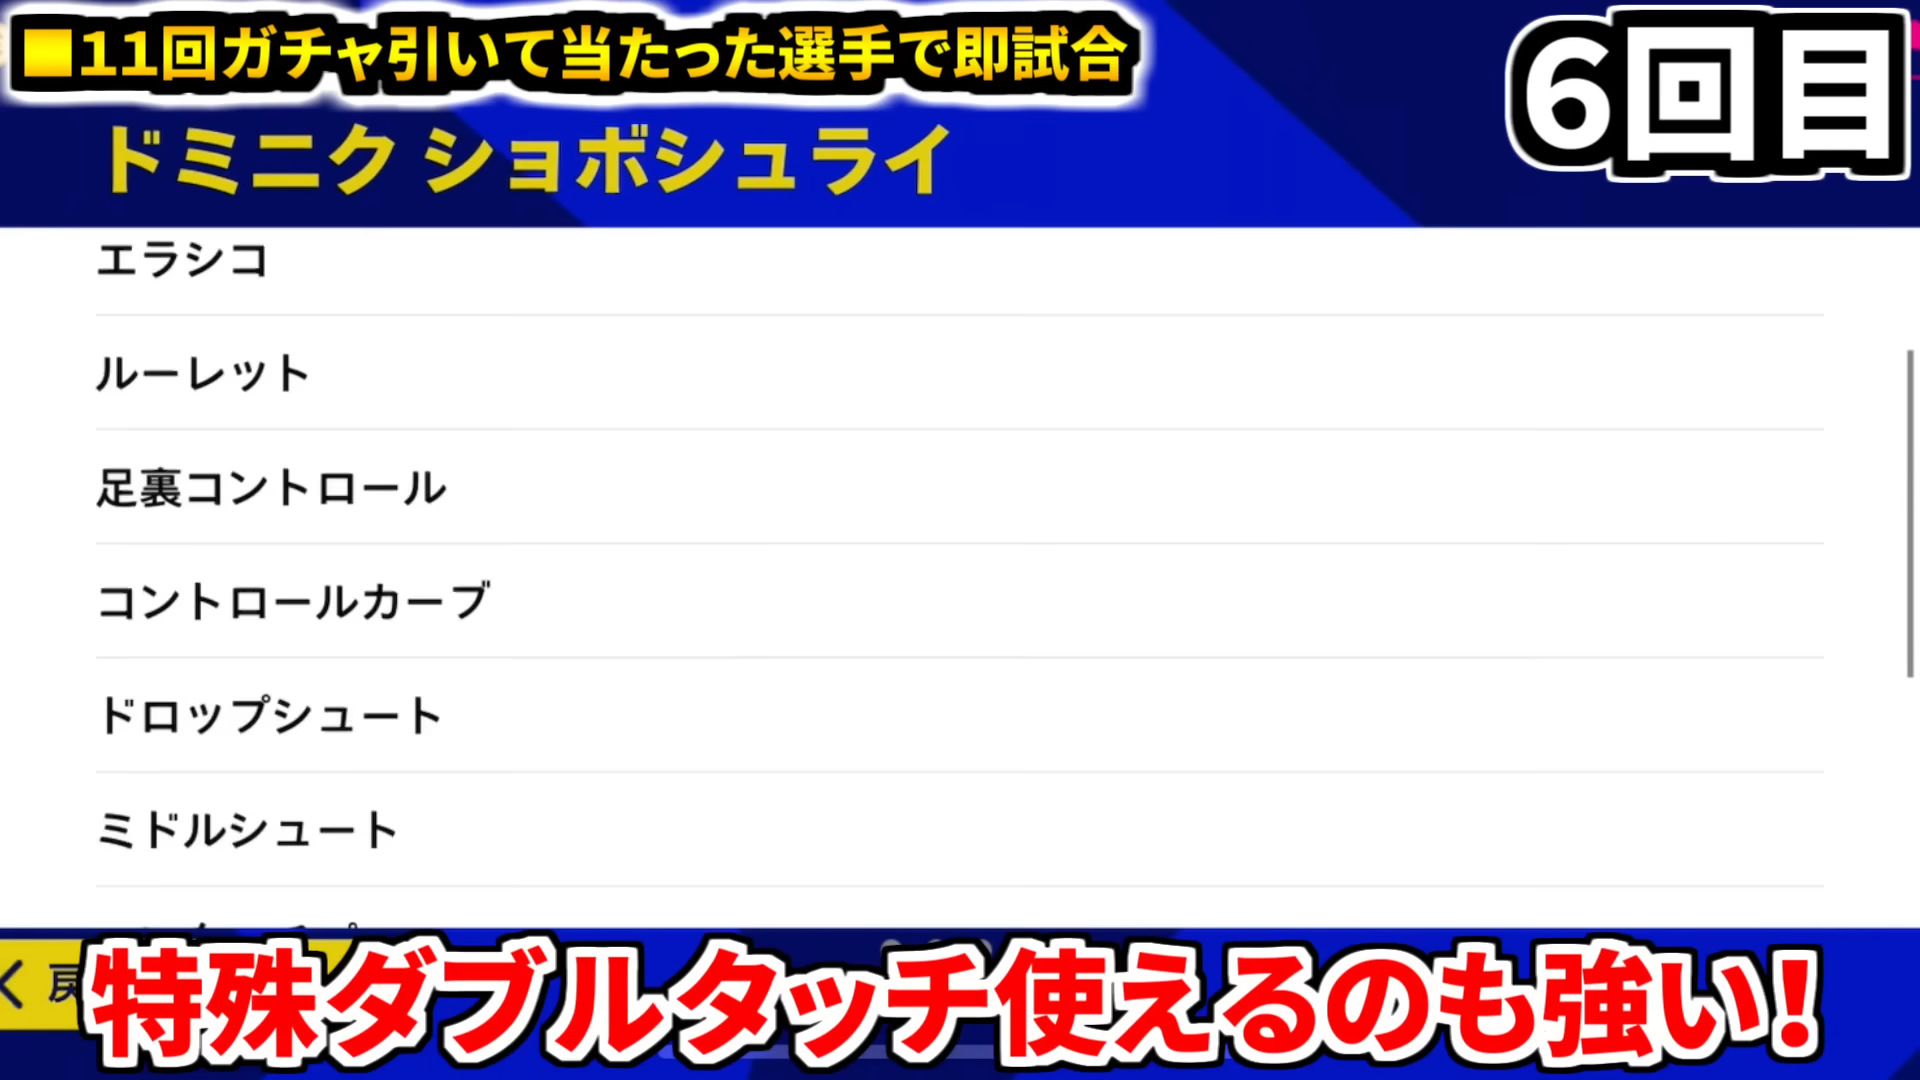 ■11回ガチャ引いて当たった選手で即試合
6回目
ドミニク ショボシュライ
エラシコ
ルーレット
足裏コントロール
コントロールカーブ
ドロップシュート
ミドルシュート
特殊ダブルタッチ使えるのも強い!